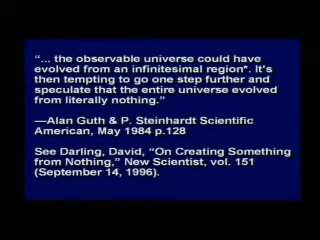 “... the observable universe could have
evolved from an infinitesimal region*. It’s
then tempting to go one step further and
speculate that the entire universe evolved
from literally nothing.”
—Alan Guth & P. Steinhardt Scientific
American, May 1984 p.128
See Darling, David, “On Creating Something
from Nothing,” New Scientist, vol. 151
(September 14, 1996).